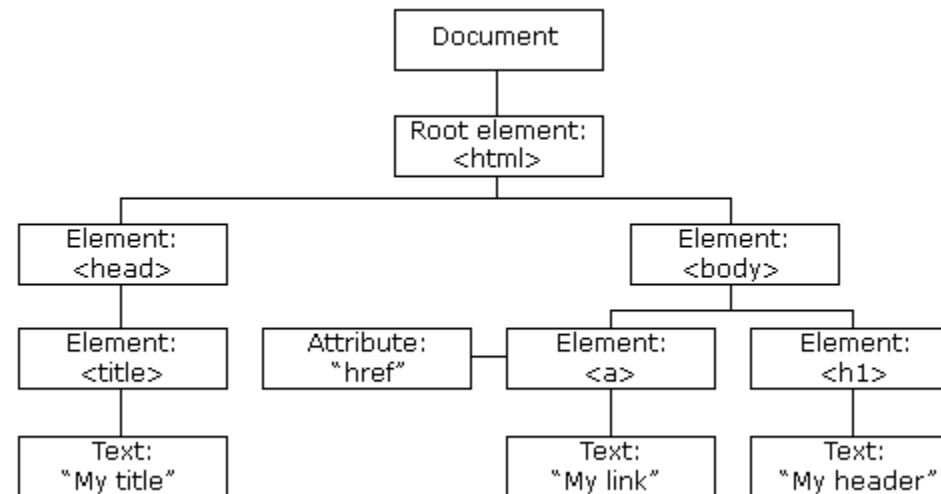 Document
Root element:
<html>
Element:
<head>
Element:
<body>
Element:
<title>
Attribute:
“href”
Element:
<a>
Element:
<h1>
Text:
“My title”
Text:
“My link”
Text:
“My header”